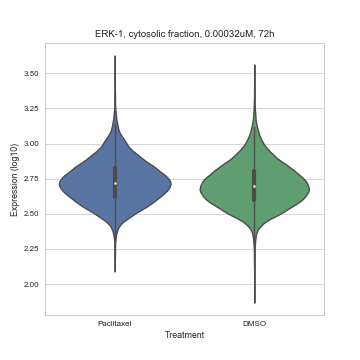 ERK-1, cytosolic fraction, 0.00032uM, 72h
3.50
3.25
3.00
2.75
2.50
2.25
2.00
Expression (log10)
Paclitaxel
DMSO
Treatment